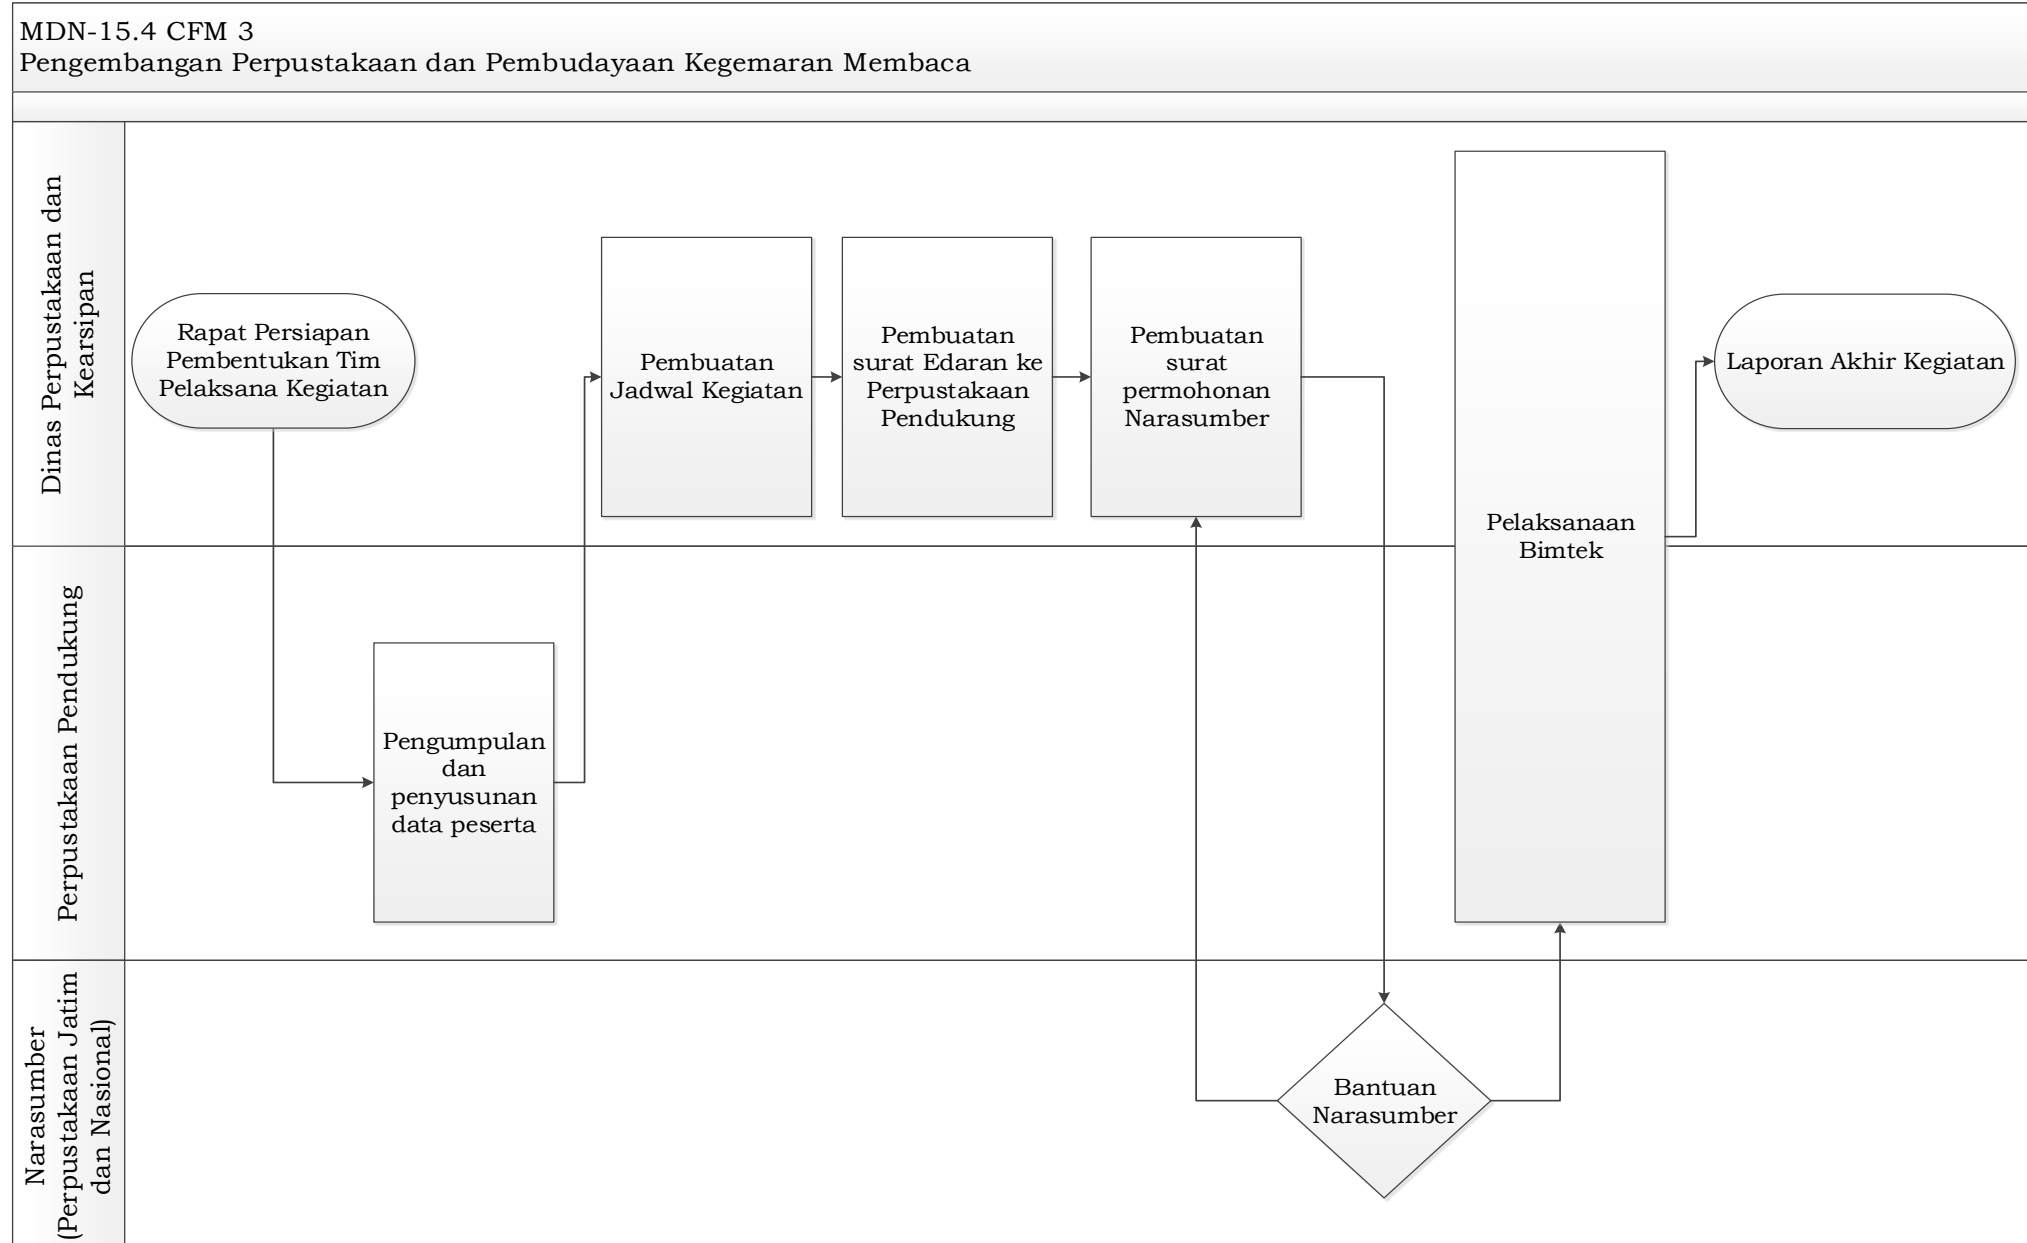 MDN-15.4 CFM 3
Pengembangan Perpustakaan dan Pembudayaan Kegemaran Membaca
Dinas Perpustakaan dan
Kearsipan
Rapat Persiapan
Pembentukan Tim
Pelaksana Kegiatan
Pembuatan
Jadwal Kegiatan
Pembuatan
surat Edaran ke
Perpustakaan
Pendukung
Pembuatan
surat
permohonan
Narasumber
Pelaksanaan
Bimtek
Laporan Akhir Kegiatan
Perpustakaan Pendukung
Pengumpulan
dan
penyusunan
data peserta
Narasumber
(Perpustakaan Jatim
dan Nasional)
Bantuan
Narasumber